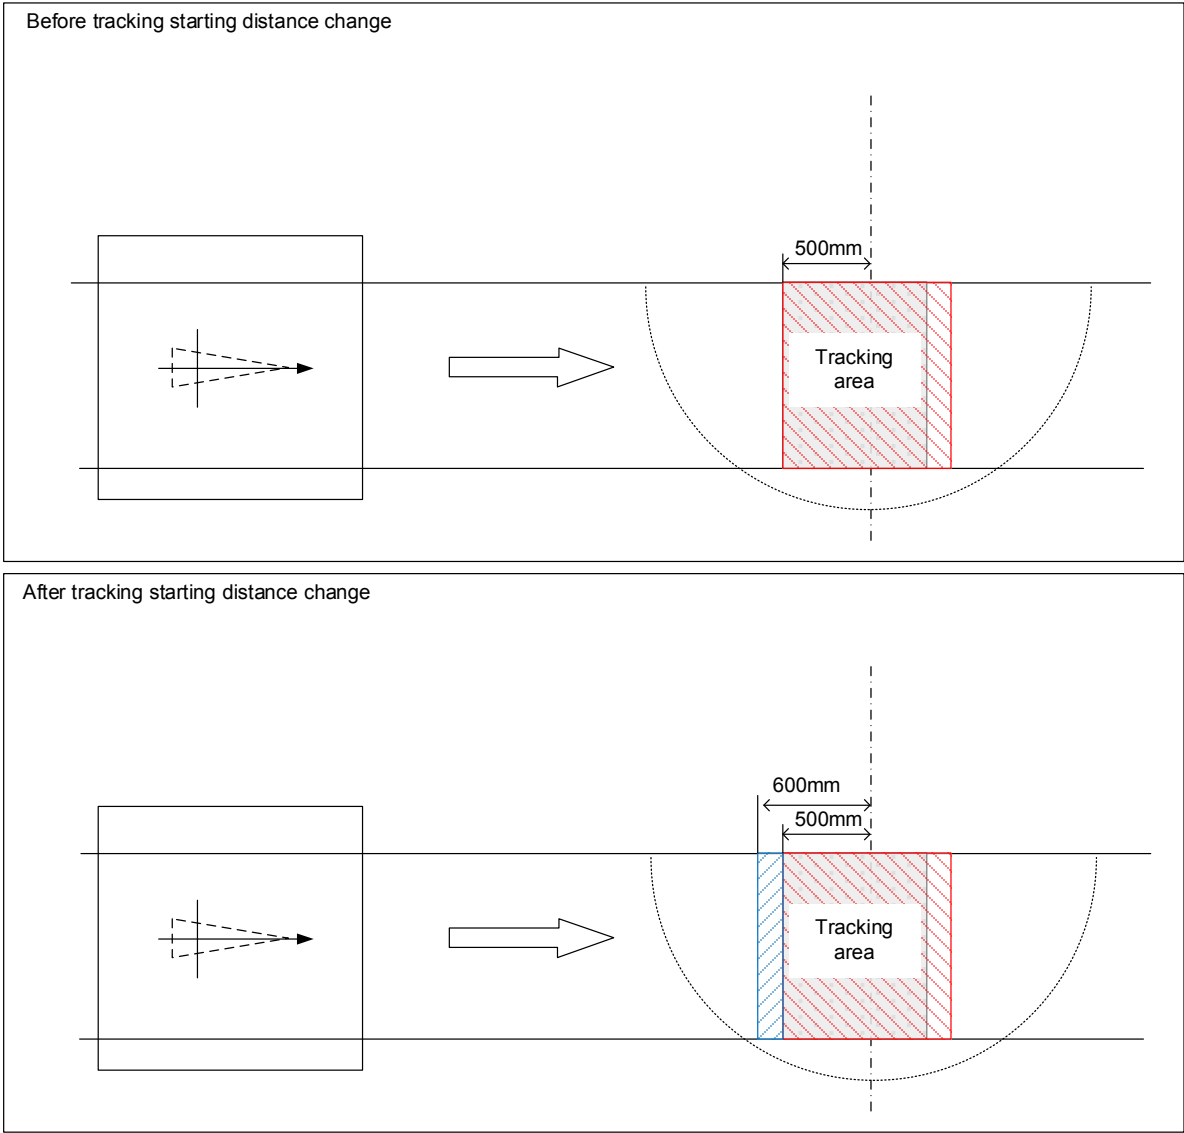 Before tracking starting distance change
500mm
Tracking
area
After tracking starting distance change
600mm
500mm
Tracking
area